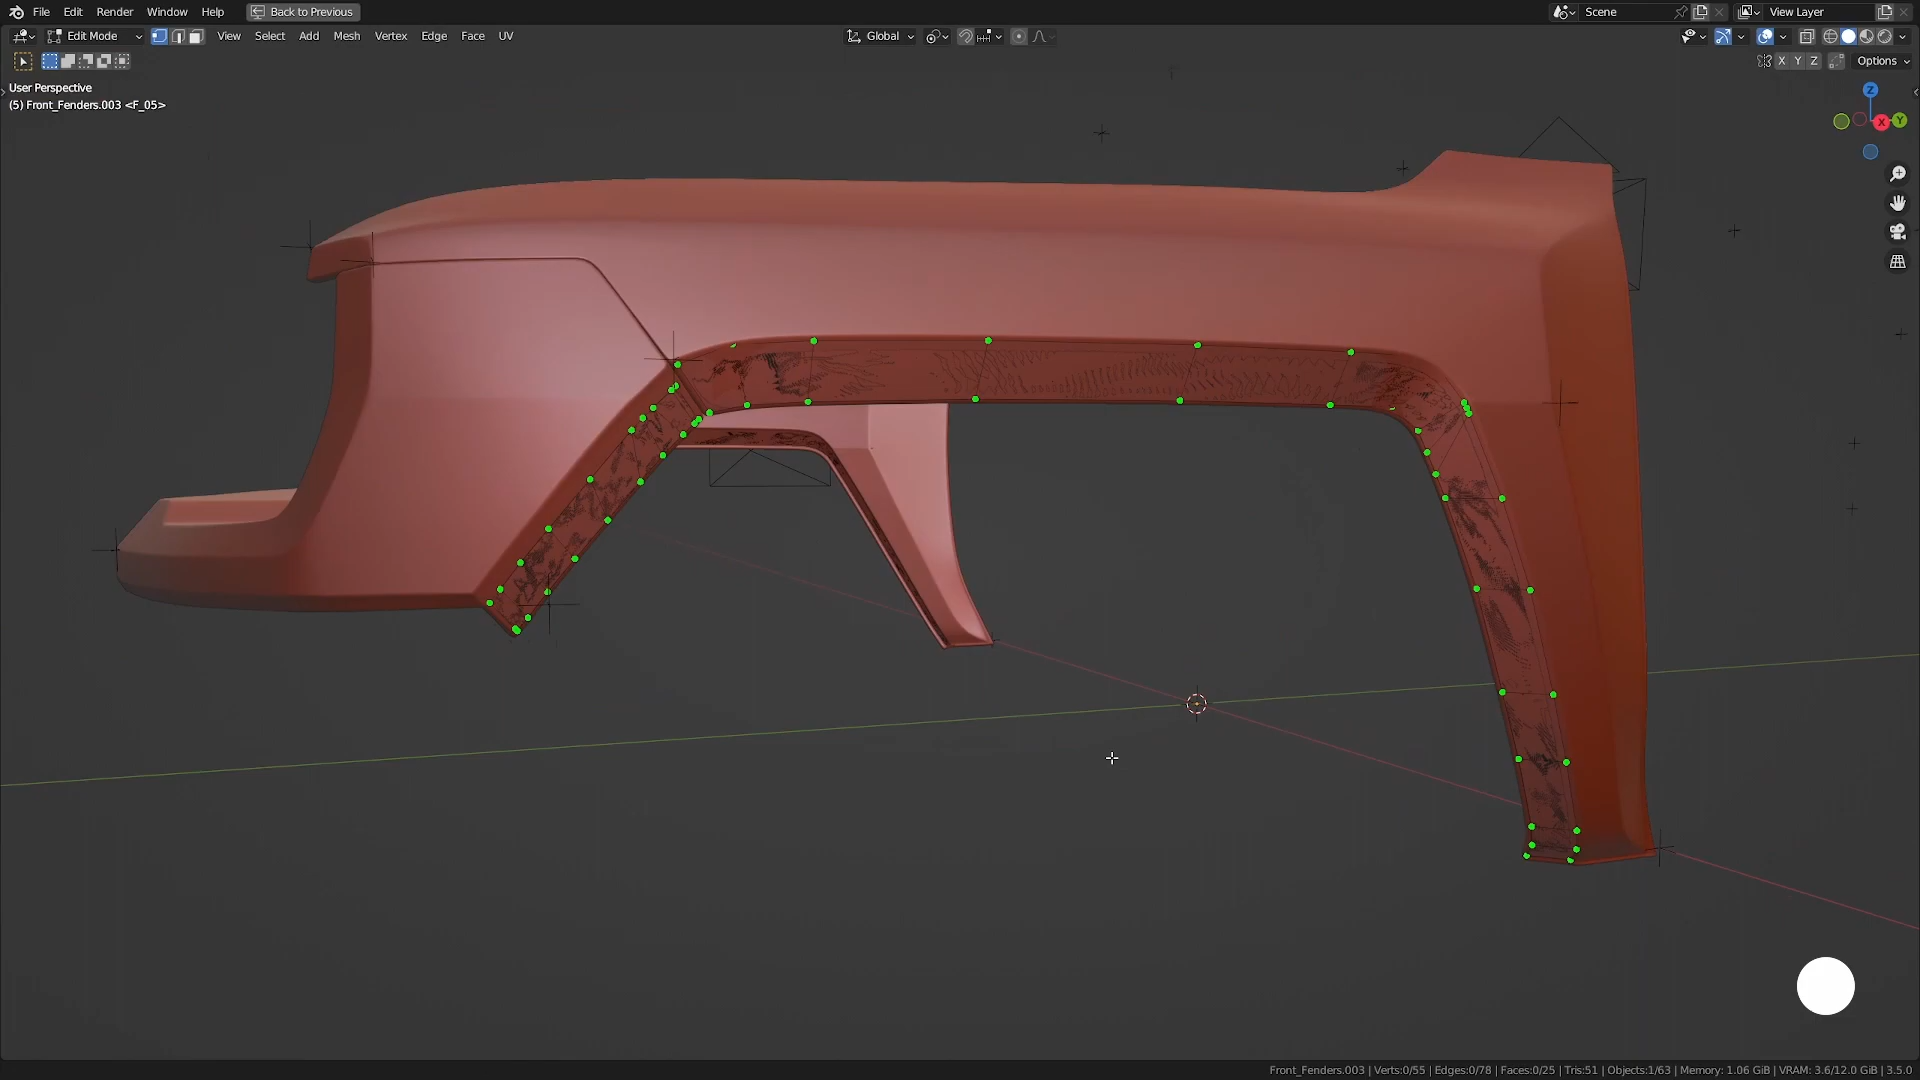 File Edit Render Window Help Back to Previous Scene View Layer
Edit Mode View Select Add Mesh Vertex Edge Face UV Global
X Y Z Options
User Perspective
(5) Front_Fenders.003 <F_05>
Z
X Y
Front_Fenders.003 | Verts:0/55 | Edges:0/78 | Faces:0/25 | Tris:51 | Objects:1/63 | Memory: 1.06 GiB | VRAM: 3.6/12.0 GiB | 3.5.0